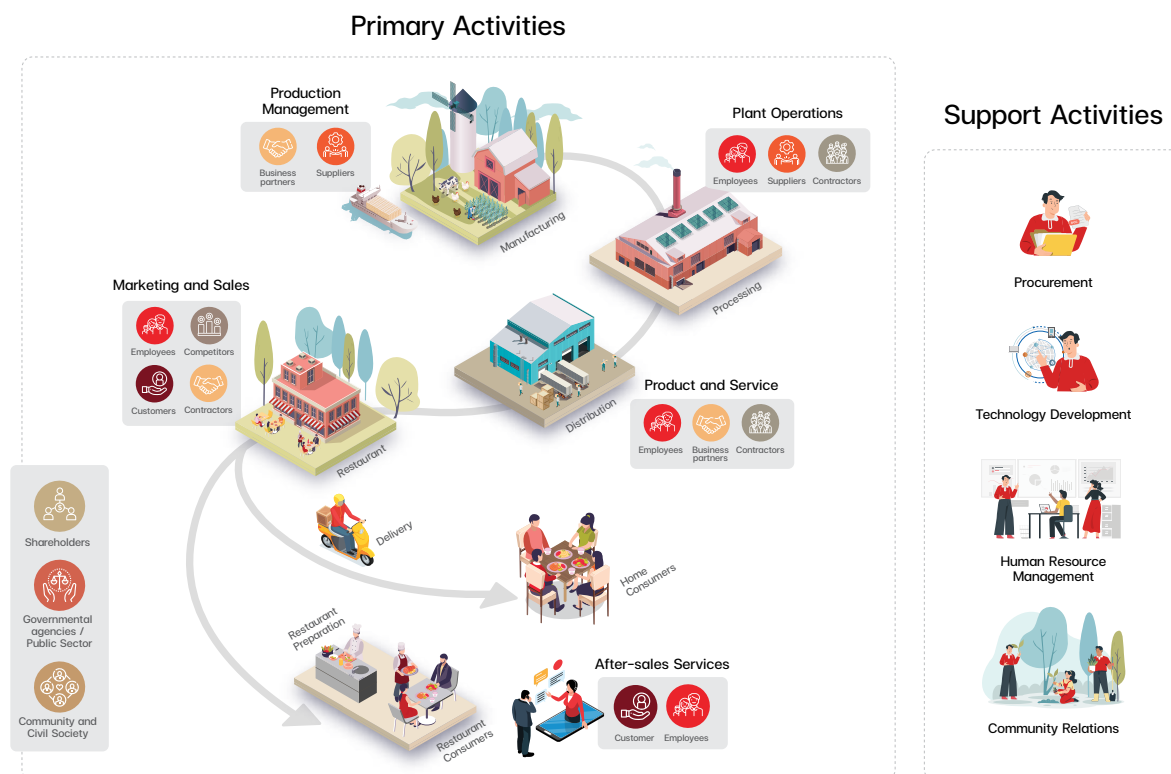 Primary Activities
Production
Management
Business
partners
Suppliers
Manufacturing
Plant Operations
Employees
Suppliers
Contractors
Processing
Marketing and Sales
Employees
Competitors
Customers
Contractors
Restaurant
Distribution
Product and Service
Employees
Business
partners
Contractors
Shareholders
Governmental
agencies /
Public Sector
Community and
Civil Society
Delivery
Home
Consumers
Restaurant
Preparation
Restaurant
Consumers
After-sales Services
Customer
Employees
Support Activities
Procurement
Technology Development
Human Resource
Management
Community Relations